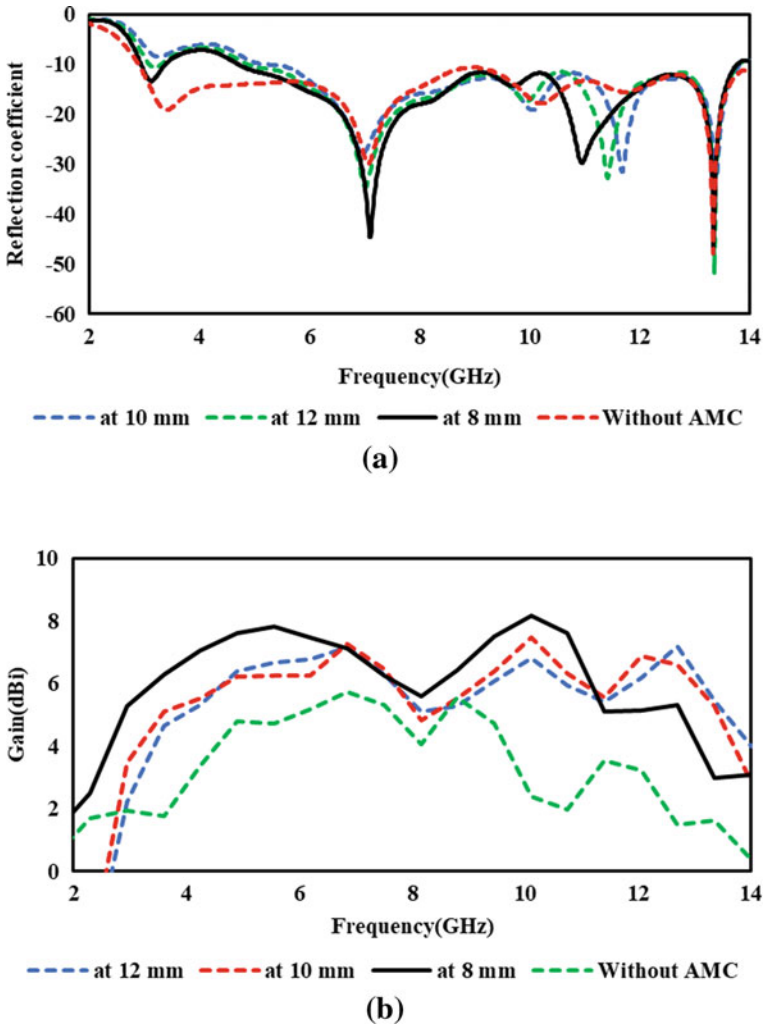 0
-10
-20
-30
-40
-50
-60
Reflection coefficient
2 4 6 8 10 12 14
Frequency(GHz)
at 10 mm at 12 mm at 8 mm Without AMC
(a)
10
8
6
4
2
0
Gain(dBi)
2 4 6 8 10 12 14
Frequency(GHz)
at 12 mm at 10 mm at 8 mm Without AMC
(b)